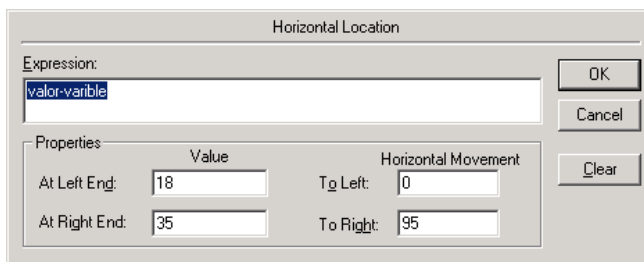 Horizontal Location
Expression:
valor-varible
OK
Cancel
Clear
Properties
Value
Horizontal Movement
At Left End: 18 To Left: 0
At Right End: 35 To Right: 95